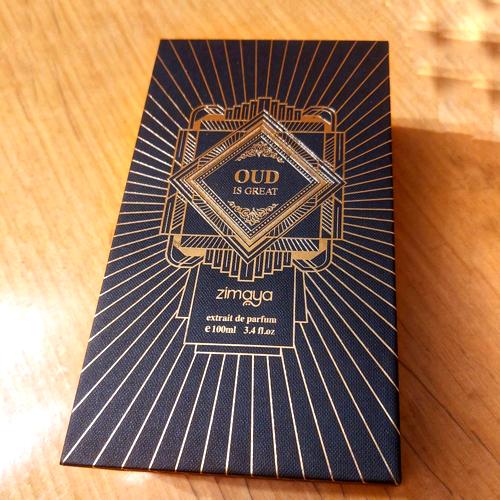 OUD
IS GREAT
zimaya
extrait de parfum
℮ 100ml 3.4 fl.oz